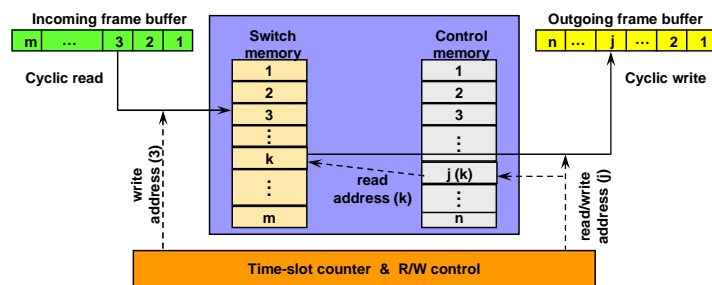 Incoming frame buffer
Outgoing frame buffer
m ... 3 2 1
Switch memory
Control memory
n ... j ... 2 1
Cyclic read
Cyclic write
1
2
3
⋮
k
⋮
m
1
2
3
⋮
j (k)
⋮
n
write address (3)
read address (k)
read/write address (j)
Time-slot counter & R/W control